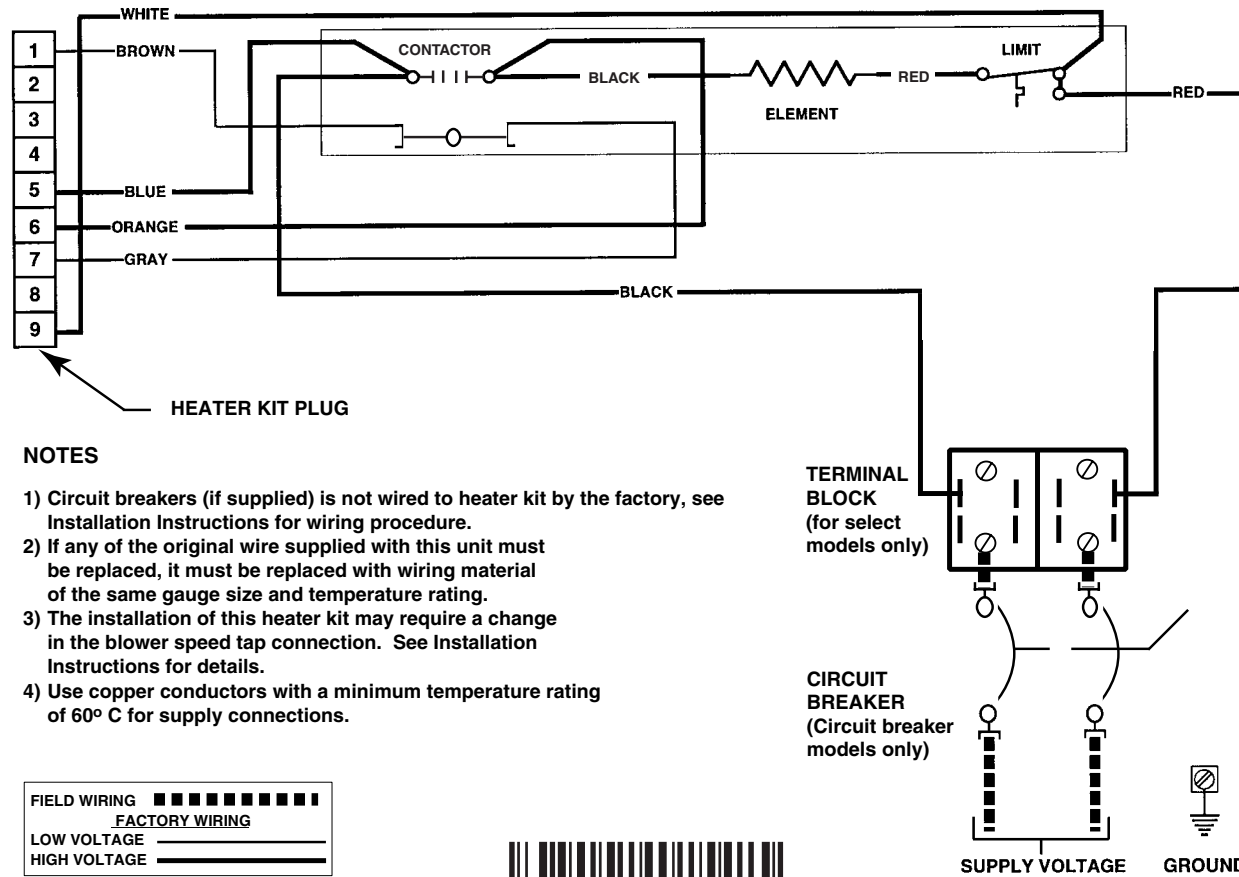 WHITE
1
BROWN
CONTACTOR
LIMIT
2
BLACK
RED
RED
ELEMENT
3
4
5
BLUE
6
ORANGE
7
GRAY
8
BLACK
9
HEATER KIT PLUG
NOTES
1) Circuit breakers (if supplied) is not wired to heater kit by the factory, see
Installation Instructions for wiring procedure.
2) If any of the original wire supplied with this unit must
be replaced, it must be replaced with wiring material
of the same gauge size and temperature rating.
3) The installation of this heater kit may require a change
in the blower speed tap connection. See Installation
Instructions for details.
4) Use copper conductors with a minimum temperature rating
of 60º C for supply connections.
TERMINAL
BLOCK
(for select
models only)
CIRCUIT
BREAKER
(Circuit breaker
models only)
FIELD WIRING
FACTORY WIRING
LOW VOLTAGE
HIGH VOLTAGE
SUPPLY VOLTAGE
GROUND